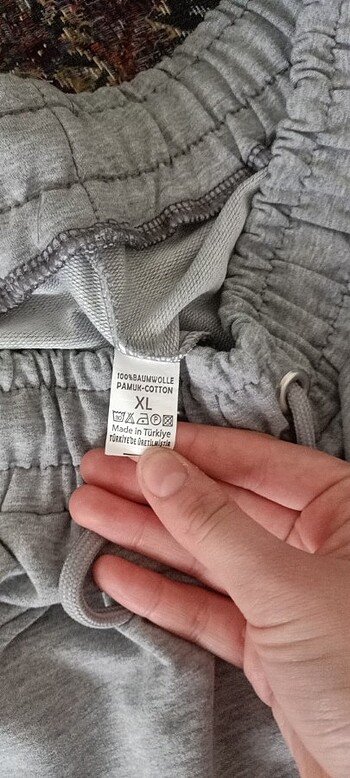 100%BAUMWOLLE
PAMUK-COTTON
XL
Made in Türkiye
TÜRKİYE'DE ÜRETİLMİŞTİR